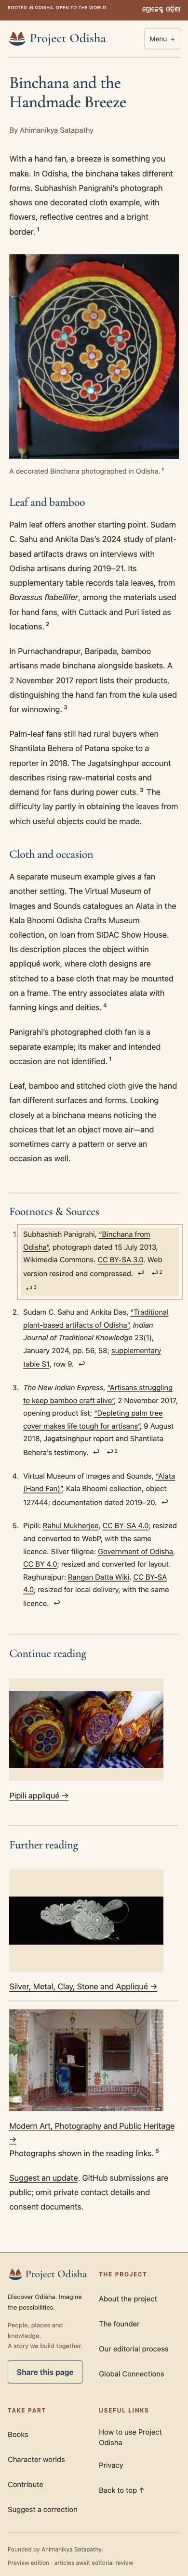 ROOTED IN ODISHA. OPEN TO THE WORLD.
ପ୍ରୋଜେକ୍ଟ ଓଡ଼ିଶା
Project Odisha
Menu +
Binchana and the
Handmade Breeze
By Ahimanikya Satapathy
With a hand fan, a breeze is something you
make. In Odisha, the binchana takes different
forms. Subhashish Panigrahi's photograph
shows one decorated cloth example, with
flowers, reflective centres and a bright
border. 1
A decorated Binchana photographed in Odisha. 1
Leaf and bamboo
Palm leaf offers another starting point. Sudam
C. Sahu and Ankita Das's 2024 study of plant-
based artifacts draws on interviews with
Odisha artisans during 2019–21. Its
supplementary table records tala leaves, from
Borassus flabellifer, among the materials used
for hand fans, with Cuttack and Puri listed as
locations. 2
In Purnachandrapur, Baripada, bamboo
artisans made binchana alongside baskets. A
2 November 2017 report lists their products,
distinguishing the hand fan from the kula used
for winnowing. 3
Palm-leaf fans still had rural buyers when
Shantilata Behera of Patana spoke to a
reporter in 2018. The Jagatsinghpur account
describes rising raw-material costs and
demand for fans during power cuts. 3 The
difficulty lay partly in obtaining the leaves from
which useful objects could be made.
Cloth and occasion
A separate museum example gives a fan
another setting. The Virtual Museum of
Images and Sounds catalogues an Alata in the
Kala Bhoomi Odisha Crafts Museum
collection, on loan from SIDAC Show House.
Its description places the object within
appliqué work, where cloth designs are
stitched to a base cloth that may be mounted
on a frame. The entry associates alata with
fanning kings and deities. 4
Panigrahi's photographed cloth fan is a
separate example; its maker and intended
occasion are not identified. 1
Leaf, bamboo and stitched cloth give the hand
fan different surfaces and forms. Looking
closely at a binchana means noticing the
choices that let an object move air—and
sometimes carry a pattern or serve an
occasion as well.
Footnotes & Sources
1. Subhashish Panigrahi, “Binchana from
Odisha”, photograph dated 15 July 2013,
Wikimedia Commons. CC BY-SA 3.0. Web
version resized and compressed. ↩ ↩2
↩3
2. Sudam C. Sahu and Ankita Das, “Traditional
plant-based artifacts of Odisha”, Indian
Journal of Traditional Knowledge 23(1),
January 2024, pp. 56, 58; supplementary
table S1, row 9. ↩
3. The New Indian Express, “Artisans struggling
to keep bamboo craft alive”, 2 November 2017,
opening product list; “Depleting palm tree
cover makes life tough for artisans”, 9 August
2018, Jagatsinghpur report and Shantilata
Behera's testimony. ↩ ↩2
4. Virtual Museum of Images and Sounds, “Alata
(Hand Fan)”, Kala Bhoomi collection, object
127444; documentation dated 2019–20. ↩
5. Pipili: Rahul Mukherjee, CC BY-SA 4.0; resized
and converted to WebP, with the same
licence. Silver filigree: Government of Odisha,
CC BY 4.0; resized and converted for layout.
Raghurajpur: Rangan Datta Wiki, CC BY-SA
4.0; resized for local delivery, with the same
licence. ↩
Continue reading
Pipili appliqué →
Further reading
Silver, Metal, Clay, Stone and Appliqué →
Modern Art, Photography and Public Heritage
→
Photographs shown in the reading links. 5
Suggest an update. GitHub submissions are
public; omit private contact details and
consent documents.
Project Odisha
Discover Odisha. Imagine
the possibilities.
People, places and
knowledge.
A story we build together.
Share this page
THE PROJECT
About the project
The founder
Our editorial process
Global Connections
TAKE PART
Books
Character worlds
Contribute
Suggest a correction
USEFUL LINKS
How to use Project
Odisha
Privacy
Back to top ↑
Founded by Ahimanikya Satapathy.
Preview edition · articles await editorial review